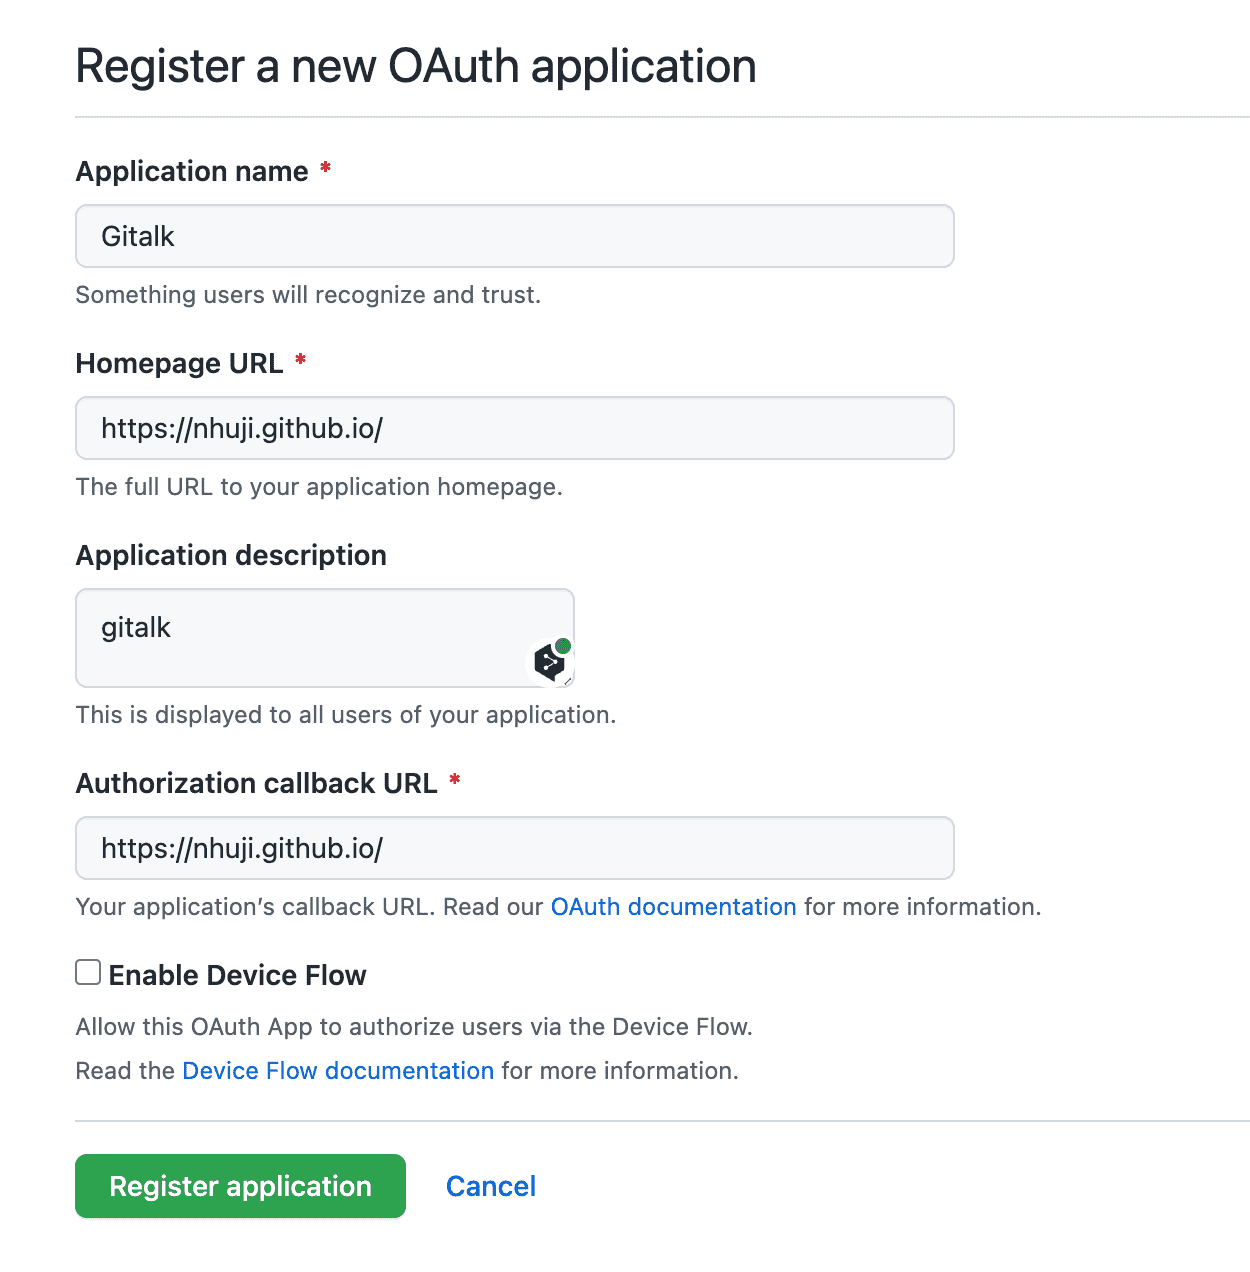 Register a new OAuth application
Application name *
Gitalk
Something users will recognize and trust.
Homepage URL *
https://nhuji.github.io/
The full URL to your application homepage.
Application description
gitalk
This is displayed to all users of your application.
Authorization callback URL *
https://nhuji.github.io/
Your application’s callback URL. Read our OAuth documentation for more information.
Enable Device Flow
Allow this OAuth App to authorize users via the Device Flow.
Read the Device Flow documentation for more information.
Register application Cancel